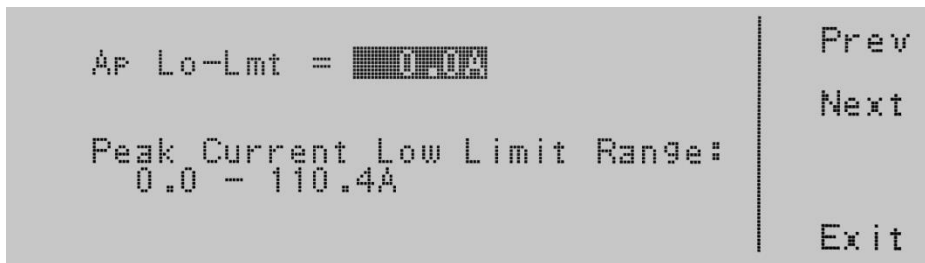 Ap Lo-Lmt = 0.0A
Peak Current Low Limit Range:
0.0 - 110.4A
Prev
Next
Exit